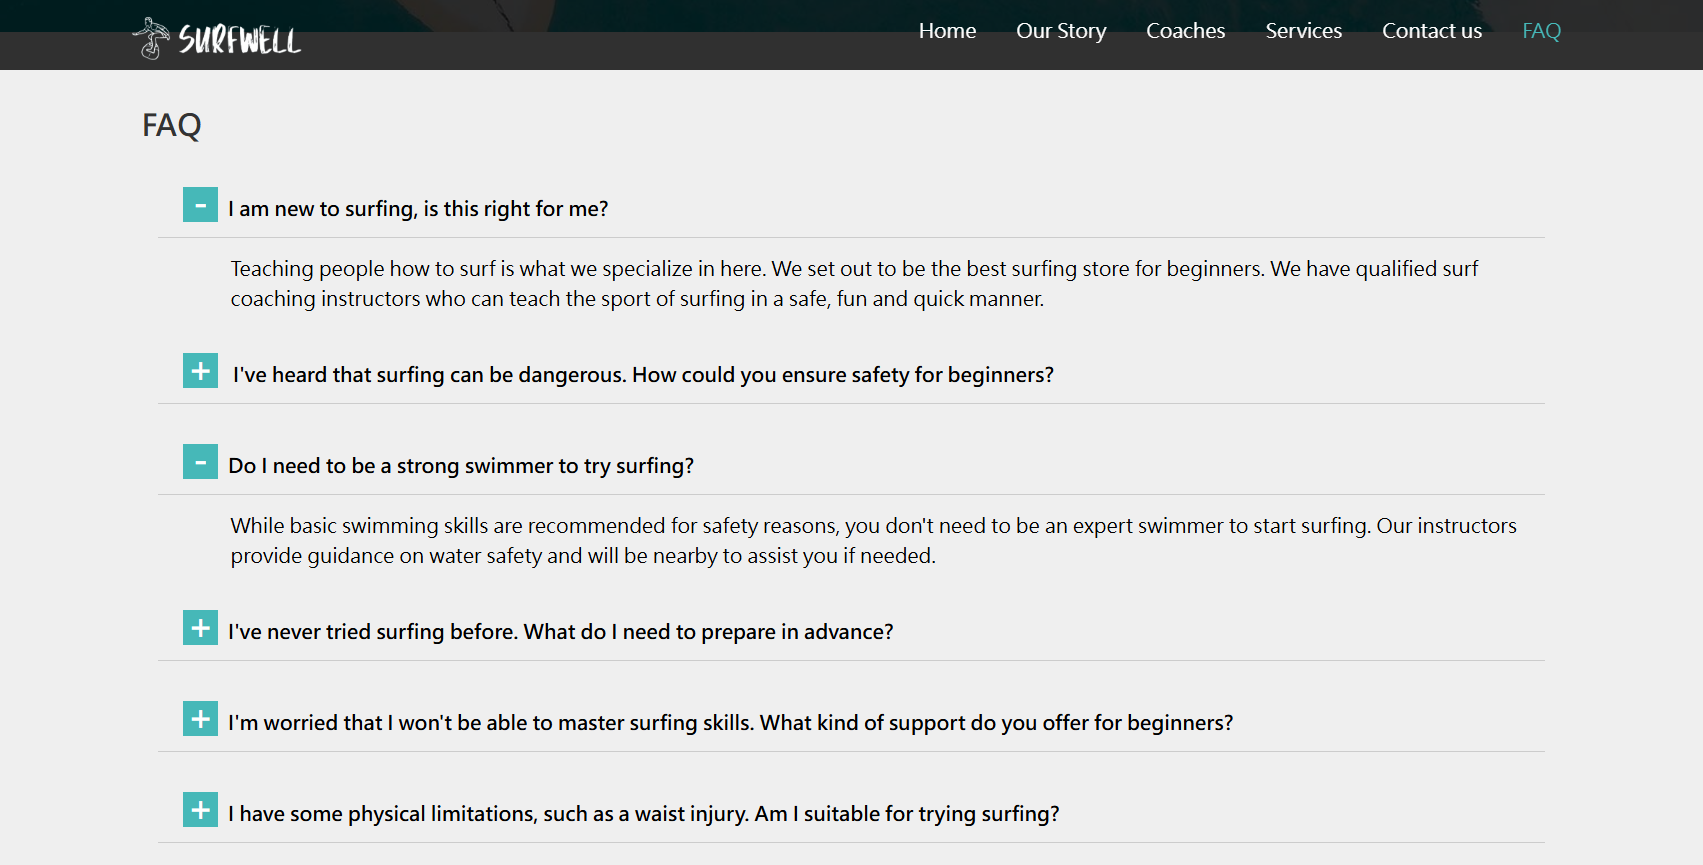 SURFWELL
Home Our Story Coaches Services Contact us FAQ
FAQ
- I am new to surfing, is this right for me?
Teaching people how to surf is what we specialize in here. We set out to be the best surfing store for beginners. We have qualified surf
coaching instructors who can teach the sport of surfing in a safe, fun and quick manner.
+ I've heard that surfing can be dangerous. How could you ensure safety for beginners?
- Do I need to be a strong swimmer to try surfing?
While basic swimming skills are recommended for safety reasons, you don't need to be an expert swimmer to start surfing. Our instructors
provide guidance on water safety and will be nearby to assist you if needed.
+ I've never tried surfing before. What do I need to prepare in advance?
+ I'm worried that I won't be able to master surfing skills. What kind of support do you offer for beginners?
+ I have some physical limitations, such as a waist injury. Am I suitable for trying surfing?